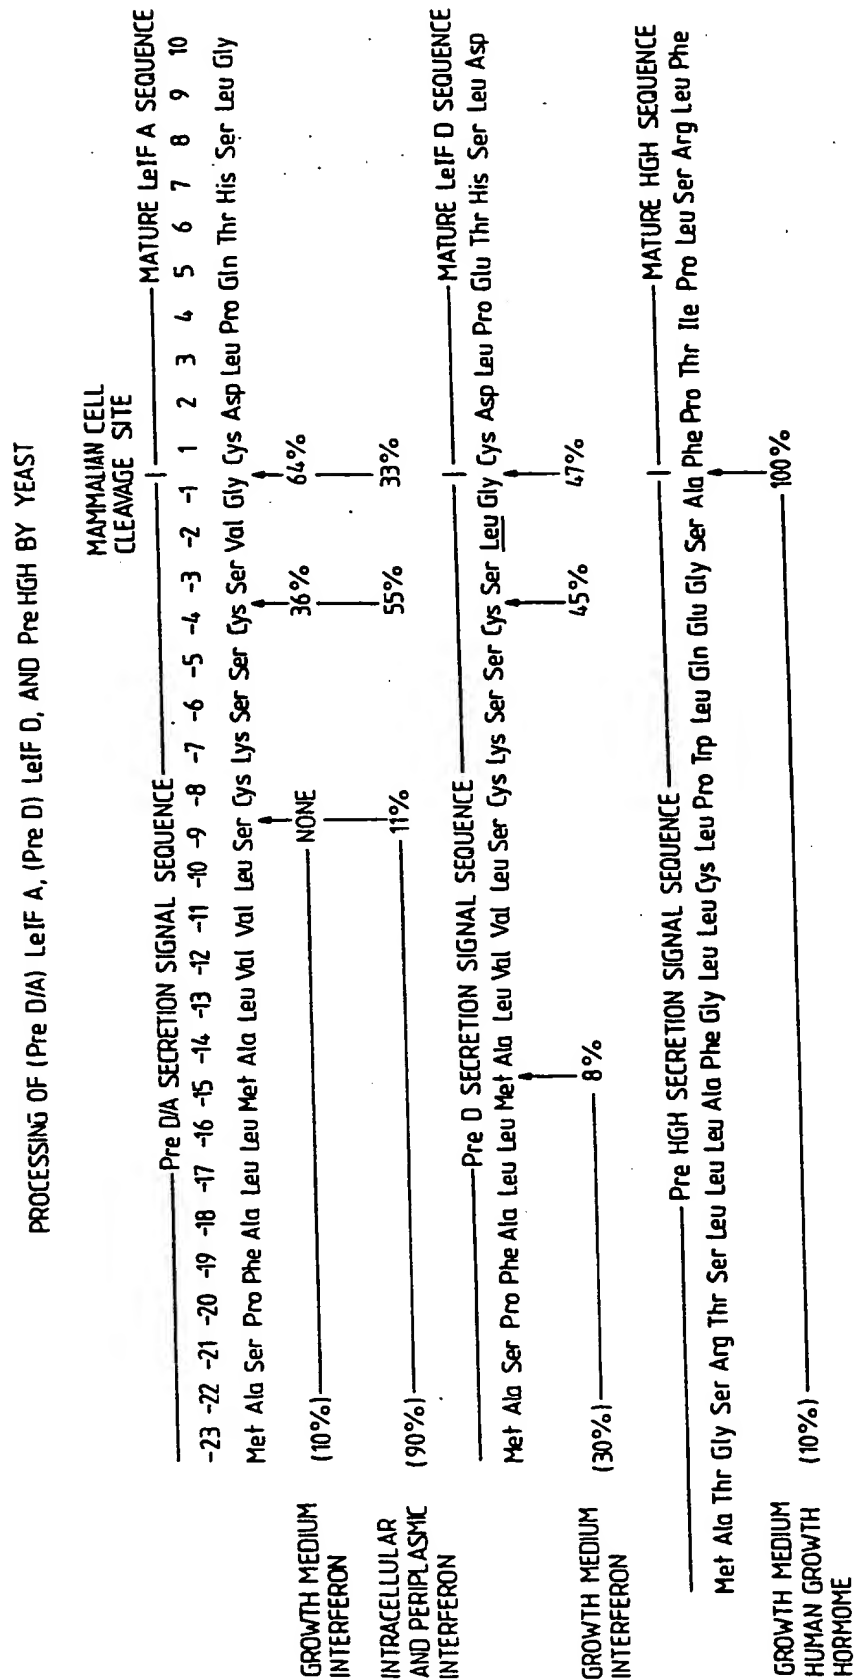 PROCESSING OF (Pre D/A) LeIF A, (Pre D) LeIF D, AND Pre HGH BY YEAST
MAMMALIAN CELL
CLEAVAGE SITE
Pre D/A SECRETION SIGNAL SEQUENCE
MATURE LeIF A SEQUENCE
-23 -22 -21 -20 -19 -18 -17 -16 -15 -14 -13 -12 -11 -10 -9 -8 -7 -6 -5 -4 -3 -2 -1 1 2 3 4 5 6 7 8 9 10
Met Ala Ser Pro Phe Ala Leu Leu Met Ala Leu Val Val Leu Ser Cys Lys Ser Ser Cys Ser Val Gly Cys Asp Leu Pro Gln Thr His Ser Leu Gly
GROWTH MEDIUM
INTERFERON
(10%) NONE 36% 64%
INTRACELLULAR
AND PERIPLASMIC
INTERFERON
(90%) 11% 55% 33%
Pre D SECRETION SIGNAL SEQUENCE
MATURE LeIF D SEQUENCE
Met Ala Ser Pro Phe Ala Leu Leu Met Ala Leu Val Val Leu Ser Cys Lys Ser Ser Cys Ser Leu Gly Cys Asp Leu Pro Glu Thr His Ser Leu Asp
GROWTH MEDIUM
INTERFERON
(30%) 8% 45% 47%
Pre HGH SECRETION SIGNAL SEQUENCE
MATURE HGH SEQUENCE
Met Ala Thr Gly Ser Arg Thr Ser Leu Leu Leu Ala Phe Gly Leu Leu Cys Leu Pro Trp Leu Gln Glu Gly Ser Ala Phe Pro Thr Ile Pro Leu Ser Arg Leu Phe
GROWTH MEDIUM
HUMAN GROWTH
HORMOME
(10%) 100%